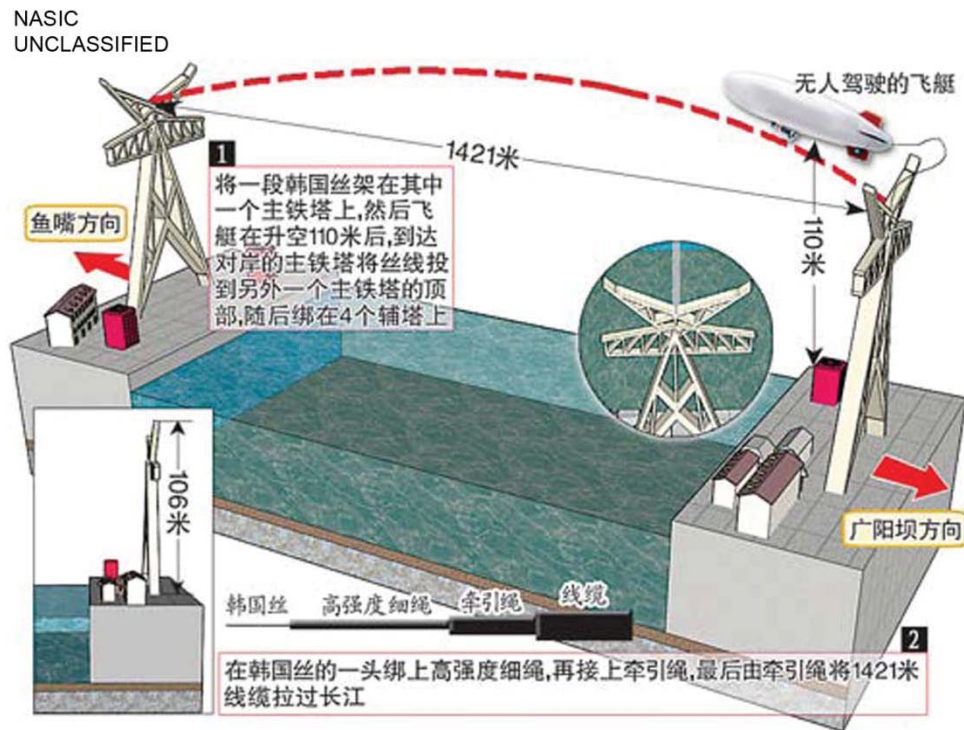 NASIC
UNCLASSIFIED
无人驾驶的飞艇
1421米
1
将一段韩国丝架在其中
一个主铁塔上,然后飞
艇在升空110米后,到达
对岸的主铁塔将丝线投
到另外一个主铁塔的顶
部,随后绑在4个辅塔上
鱼嘴方向
110米
106米
广阳坝方向
韩国丝
高强度细绳
牵引绳
线缆
2
在韩国丝的一头绑上高强度细绳,再接上牵引绳,最后由牵引绳将1421米
线缆拉过长江